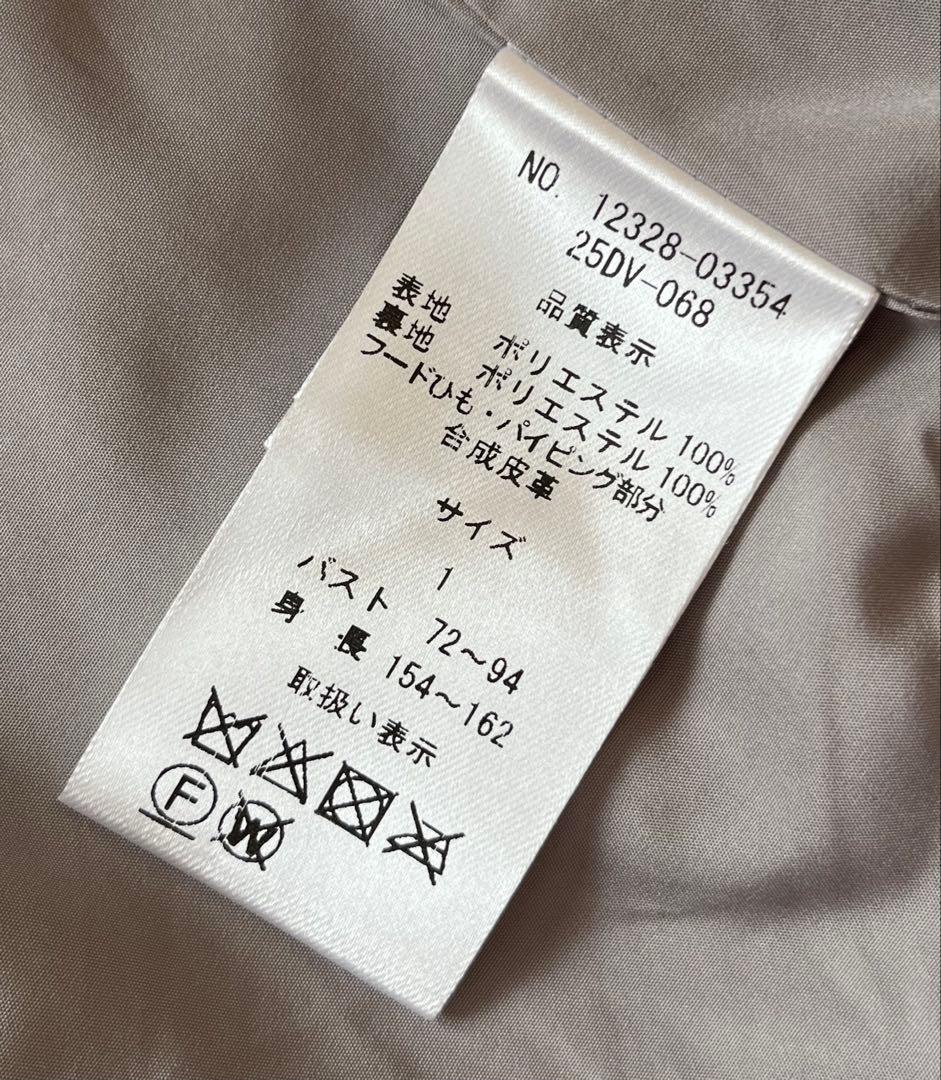 NO. 12328-03354
25DV-068
品質表示
表地 ポリエステル 100%
裏地 ポリエステル 100%
フードひも・パイピング部分
合成皮革
サイズ
1
バスト 72～94
身 長 154～162
取扱い表示
F W